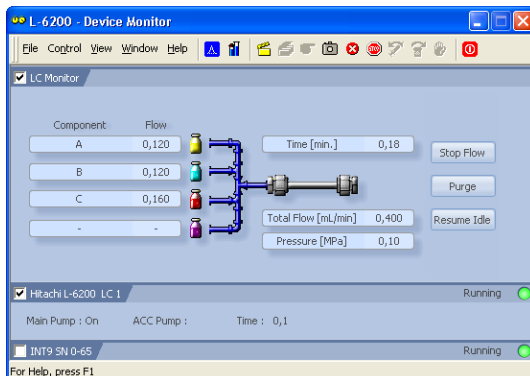 L-6200 - Device Monitor
File Control View Window Help
STOP
LC Monitor
Component Flow
A 0,120
B 0,120
C 0,160
- -
Time [min.] 0,18
Total Flow [mL/min] 0,400
Pressure [MPa] 0,10
Stop Flow
Purge
Resume Idle
Hitachi L-6200 LC 1 Running
Main Pump : On ACC Pump : Time : 0,1
INT9 SN 0-65 Running
For Help, press F1